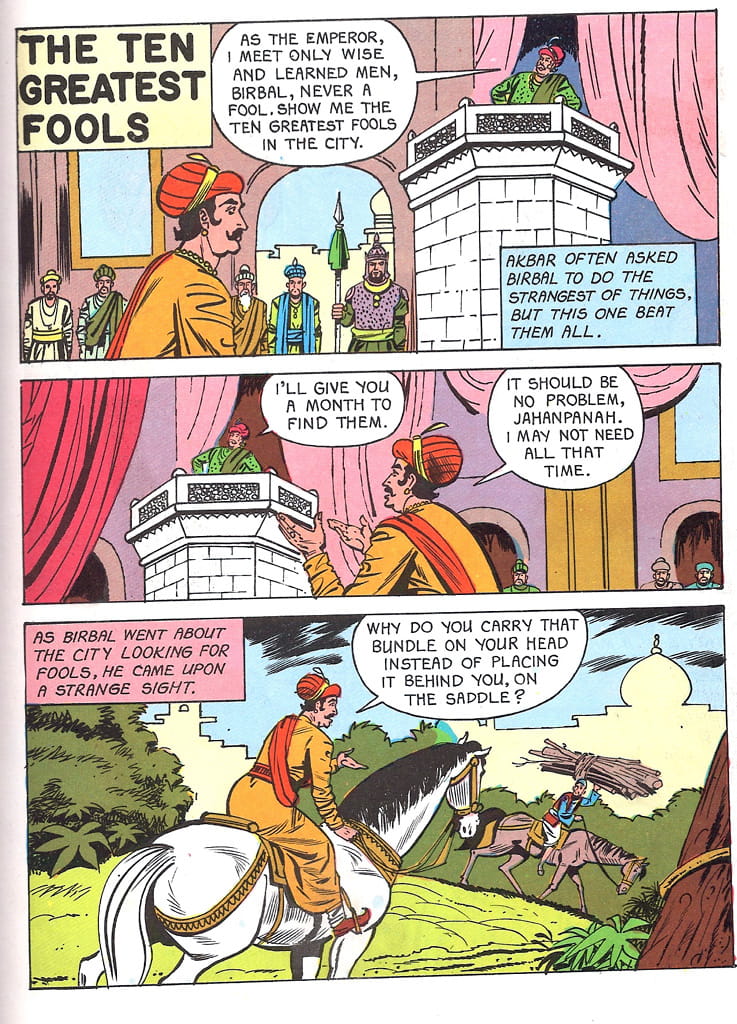 THE TEN
GREATEST
FOOLS
AS THE EMPEROR,
I MEET ONLY WISE
AND LEARNED MEN,
BIRBAL, NEVER A
FOOL. SHOW ME THE
TEN GREATEST FOOLS
IN THE CITY.
AKBAR OFTEN ASKED
BIRBAL TO DO THE
STRANGEST OF THINGS,
BUT THIS ONE BEAT
THEM ALL.
I'LL GIVE YOU
A MONTH TO
FIND THEM.
IT SHOULD BE
NO PROBLEM,
JAHANPANAH.
I MAY NOT NEED
ALL THAT
TIME.
AS BIRBAL WENT ABOUT
THE CITY LOOKING FOR
FOOLS, HE CAME UPON
A STRANGE SIGHT.
WHY DO YOU CARRY THAT
BUNDLE ON YOUR HEAD
INSTEAD OF PLACING
IT BEHIND YOU, ON
THE SADDLE?